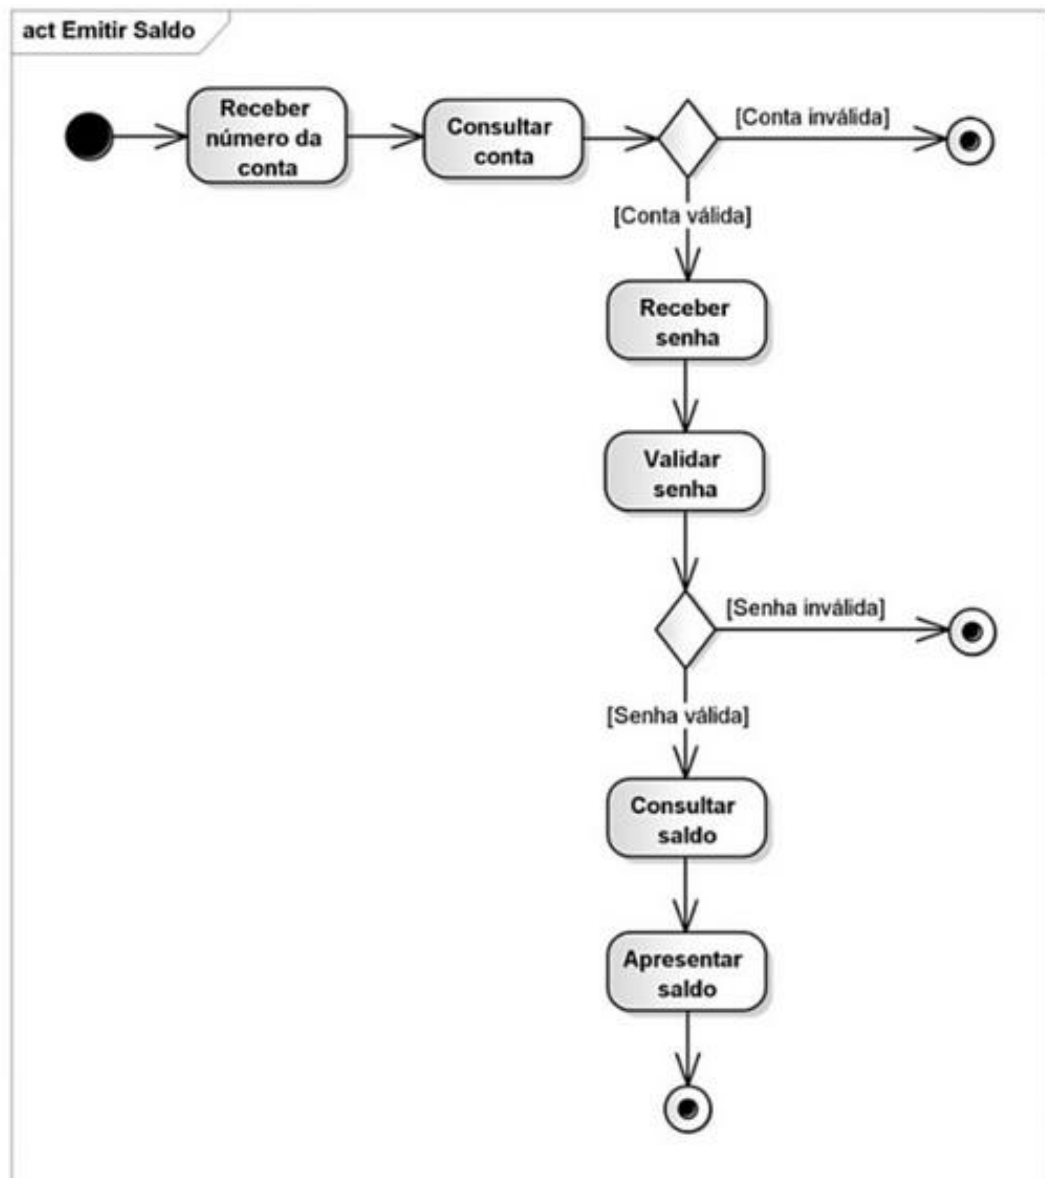 act Emitir Saldo
Receber
número da
conta
Consultar
conta
[Conta inválida]
[Conta válida]
Receber
senha
Validar
senha
[Senha inválida]
[Senha válida]
Consultar
saldo
Apresentar
saldo